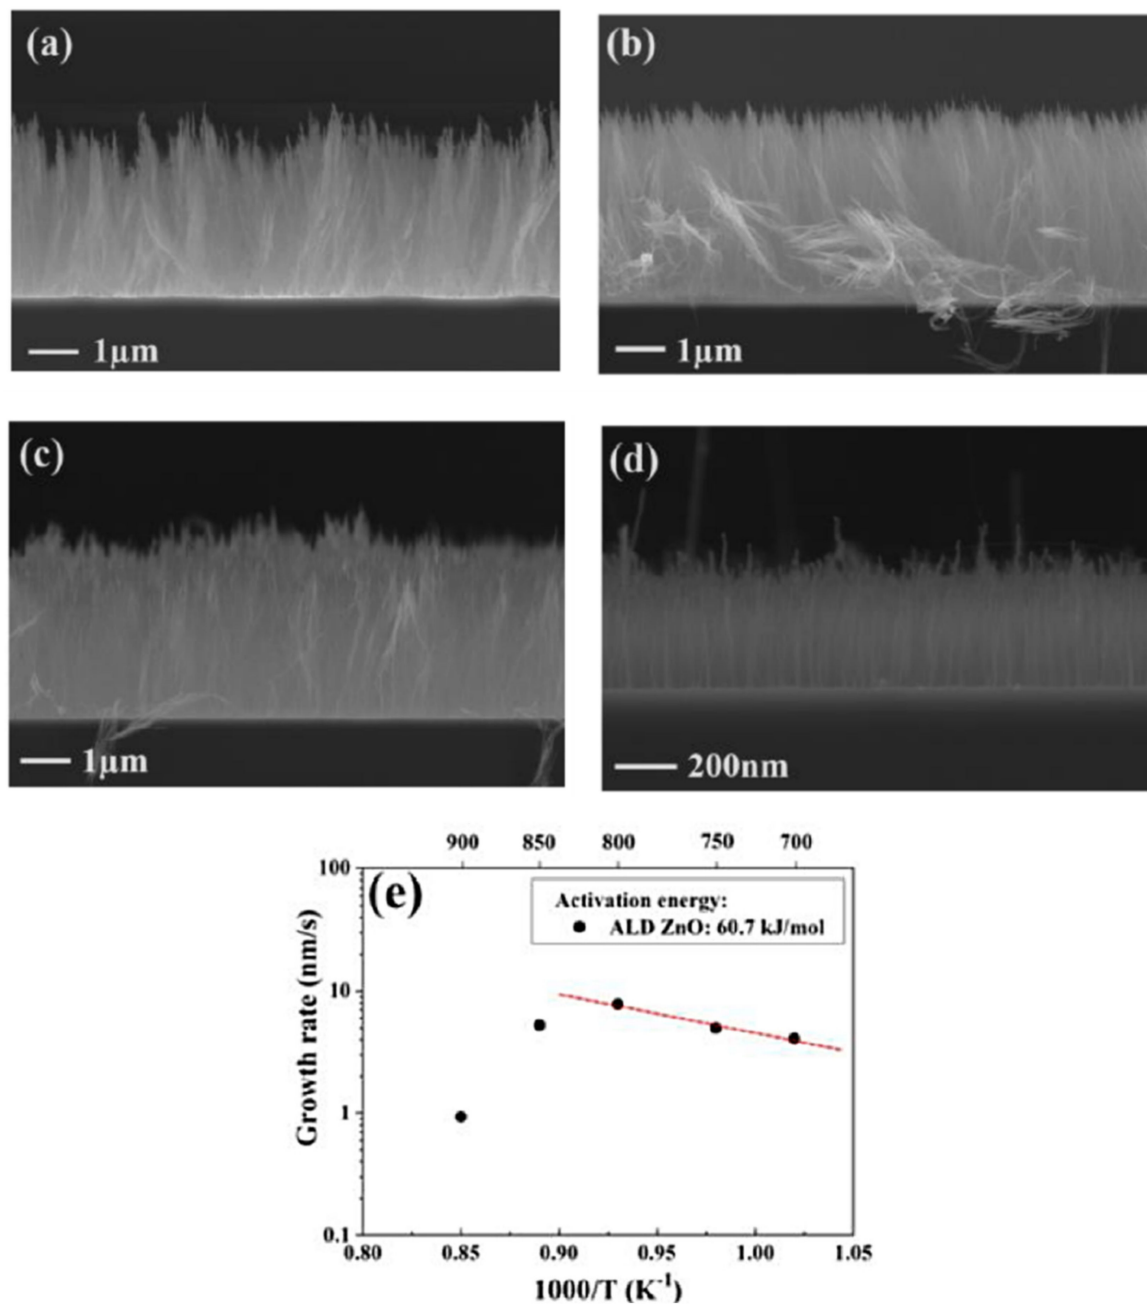 (a)
(b)
1μm
1μm
(c)
(d)
1μm
200nm
900 850 800 750 700
100
(e)
Activation energy:
ALD ZnO: 60.7 kJ/mol
10
1
0.1
Growth rate (nm/s)
0.80 0.85 0.90 0.95 1.00 1.05
1000/T (K⁻¹)